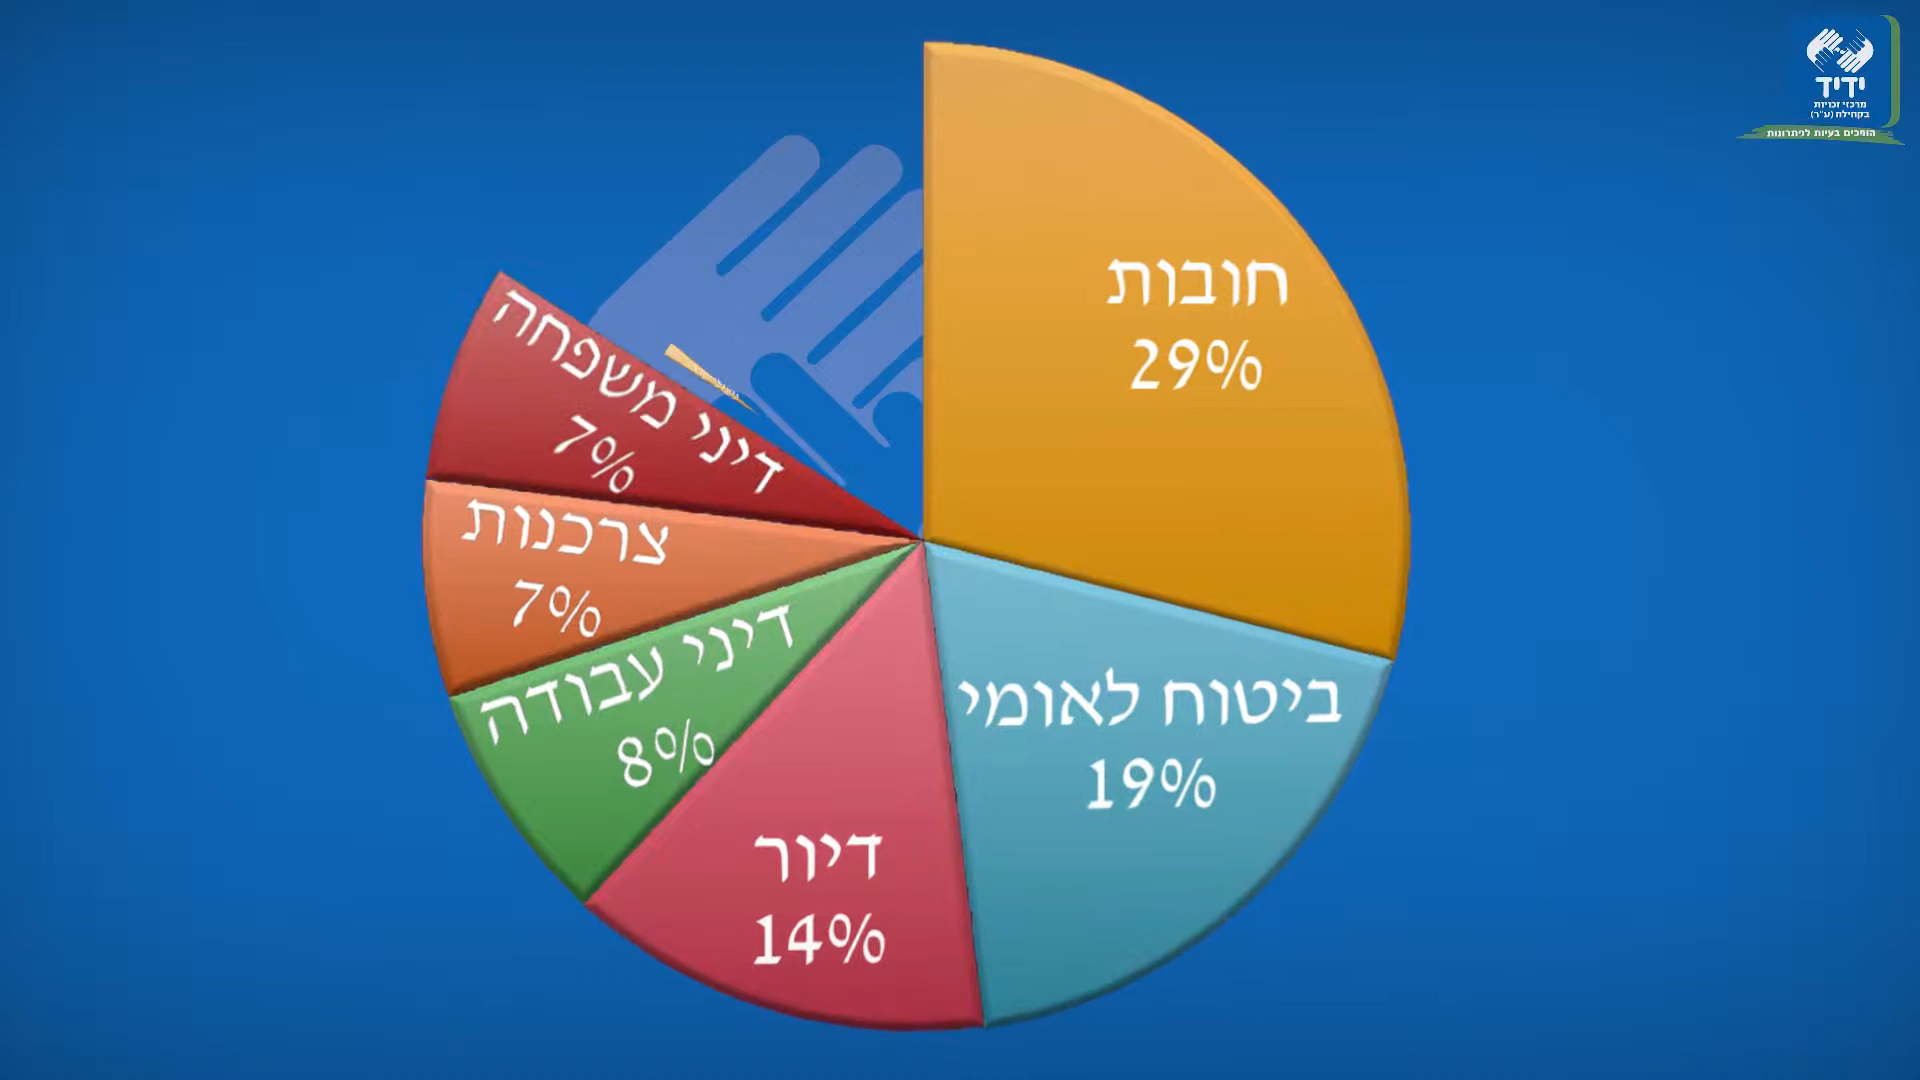 ידיד
מרכזי זכויות
בקהילה (ע"ר)
הופכים בעיות לפיתרונות
חובות
29%
ביטוח לאומי
19%
דיור
14%
דיני עבודה
8%
צרכנות
7%
דיני משפחה
7%